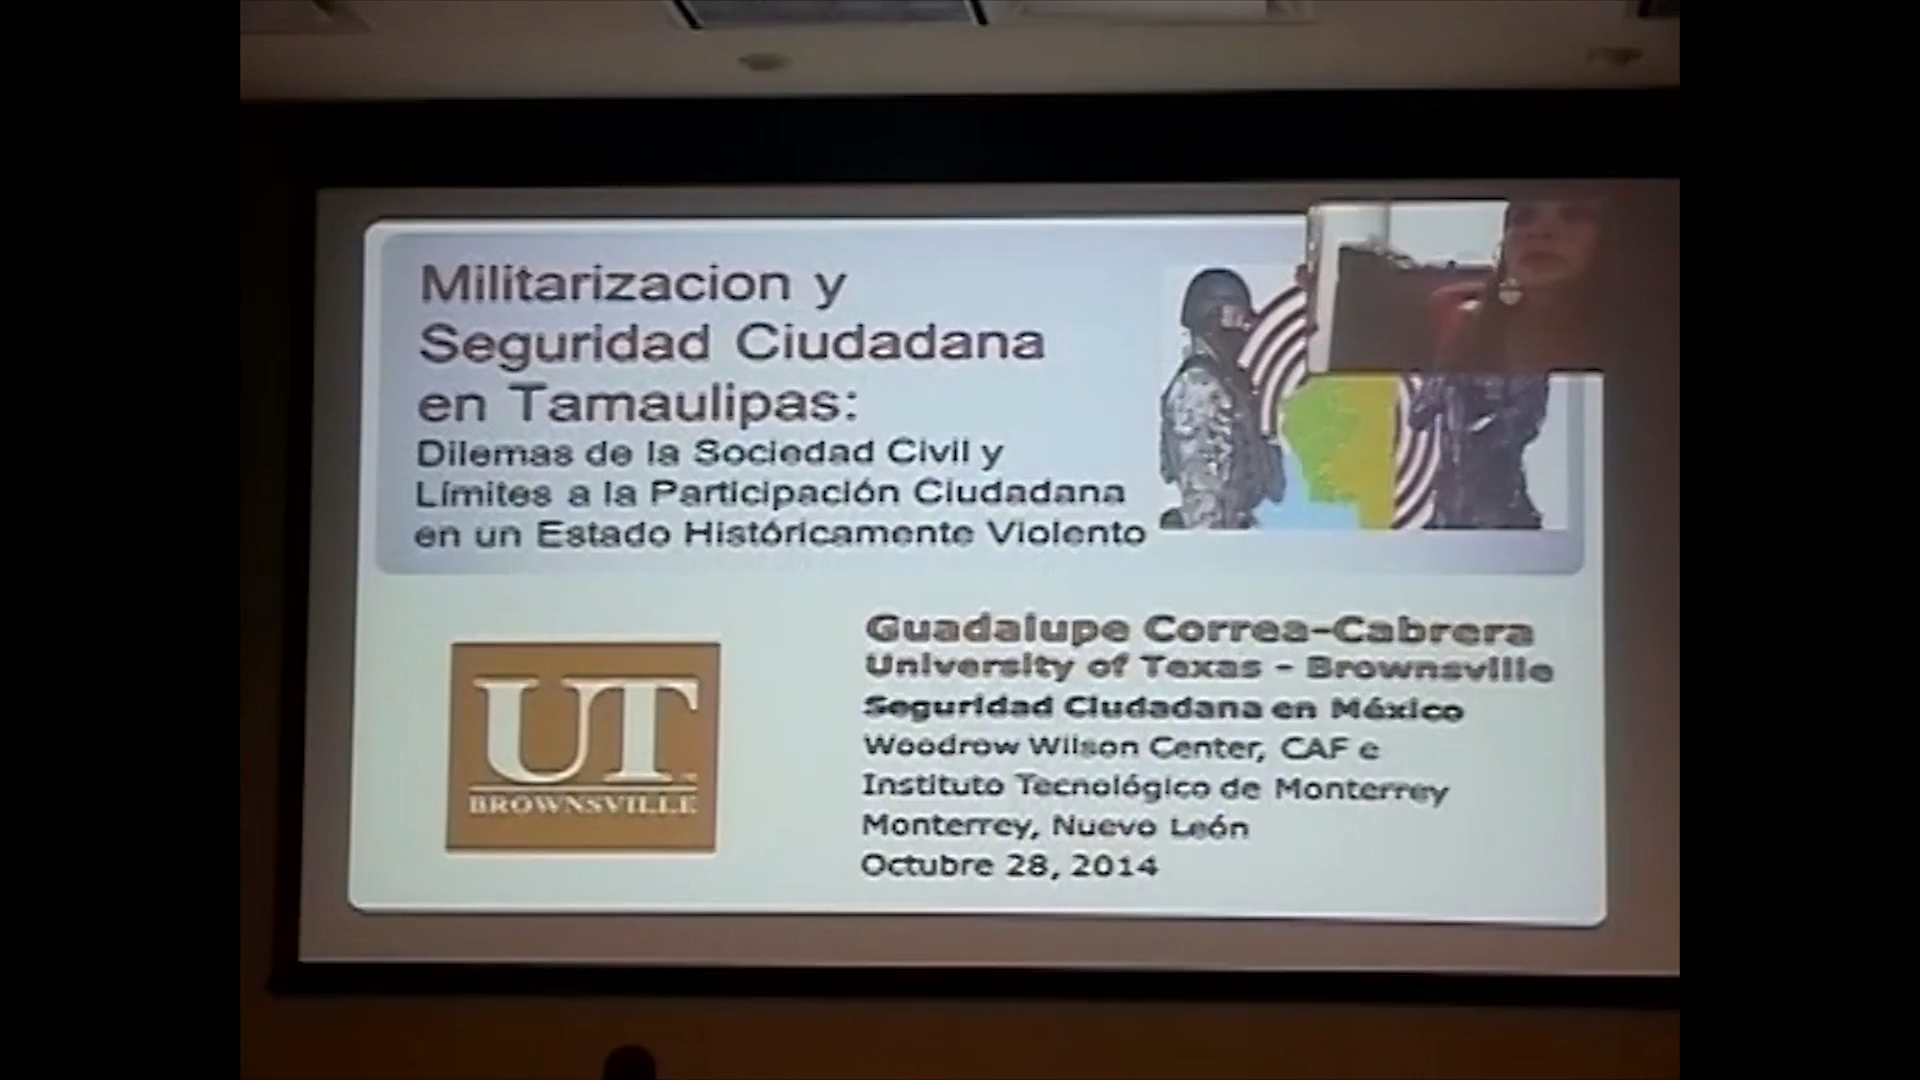 Militarizacion y
Seguridad Ciudadana
en Tamaulipas:
Dilemas de la Sociedad Civil y
Límites a la Participación Ciudadana
en un Estado Históricamente Violento
UT
BROWNSVILLE
Guadalupe Correa-Cabrera
University of Texas - Brownsville
Seguridad Ciudadana en México
Woodrow Wilson Center, CAF e
Instituto Tecnológico de Monterrey
Monterrey, Nuevo León
Octubre 28, 2014